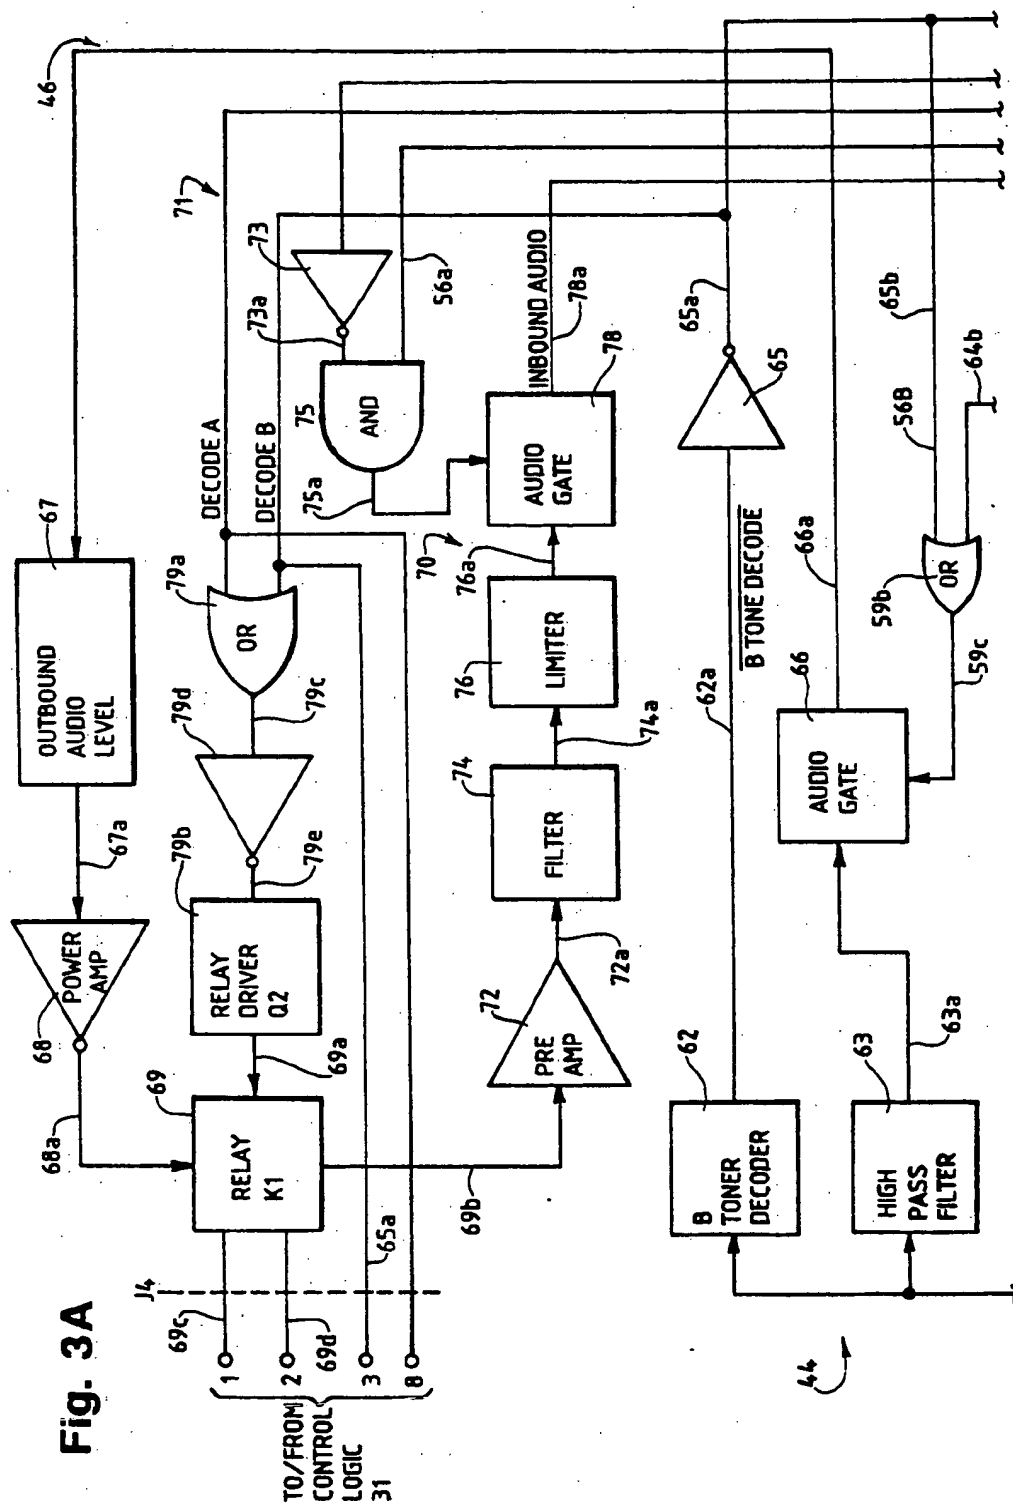 Fig. 3A
TO/FROM
CONTROL
LOGIC
31
J4
1
2
3
8
69c
69d
65a
46
67
OUTBOUND
AUDIO
LEVEL
67a
68
POWER
AMP
68a
69
RELAY
K1
69a
69b
79b
RELAY
DRIVER
Q2
79e
79d
79c
79a
OR
DECODE A
DECODE B
71
73
73a
75
AND
75a
56a
70
72
PRE
AMP
72a
74
FILTER
74a
76
LIMITER
76a
78
AUDIO
GATE
INBOUND AUDIO
78a
62
B
TONER
DECODER
62a
B TONE DECODE
65
65a
44
63
HIGH
PASS
FILTER
63a
66
AUDIO
GATE
66a
59b
OR
59c
56B
65b
64b